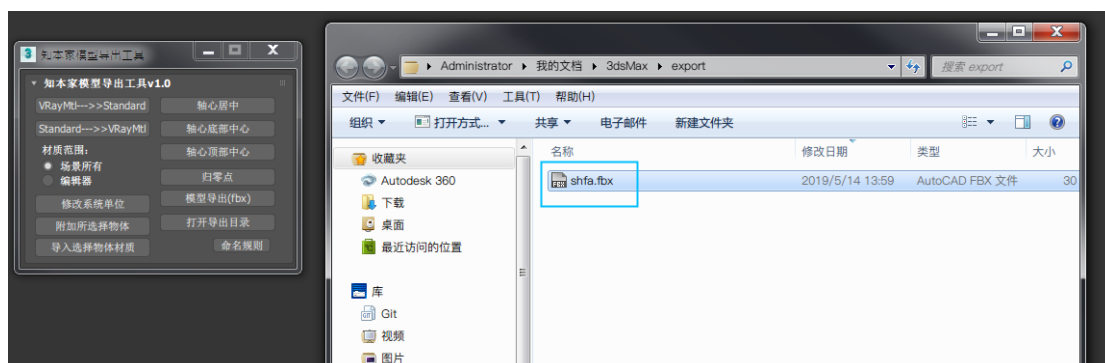 3 知本家模型导出工具
知本家模型导出工具v1.0
VRayMtl--->>Standard
轴心居中
Standard--->>VRayMtl
轴心底部中心
材质范围:
轴心顶部中心
场景所有
编辑器
归零点
修改系统单位
模型导出(fbx)
附加所选择物体
打开导出目录
导入选择物体材质
命名规则
Administrator
我的文档
3dsMax
export
搜索 export
文件(F) 编辑(E) 查看(V) 工具(T) 帮助(H)
组织 打开方式... 共享 电子邮件 新建文件夹
收藏夹
Autodesk 360
下载
桌面
最近访问的位置
库
Git
视频
图片
名称 修改日期 类型 大小
shfa.fbx 2019/5/14 13:59 AutoCAD FBX 文件 30